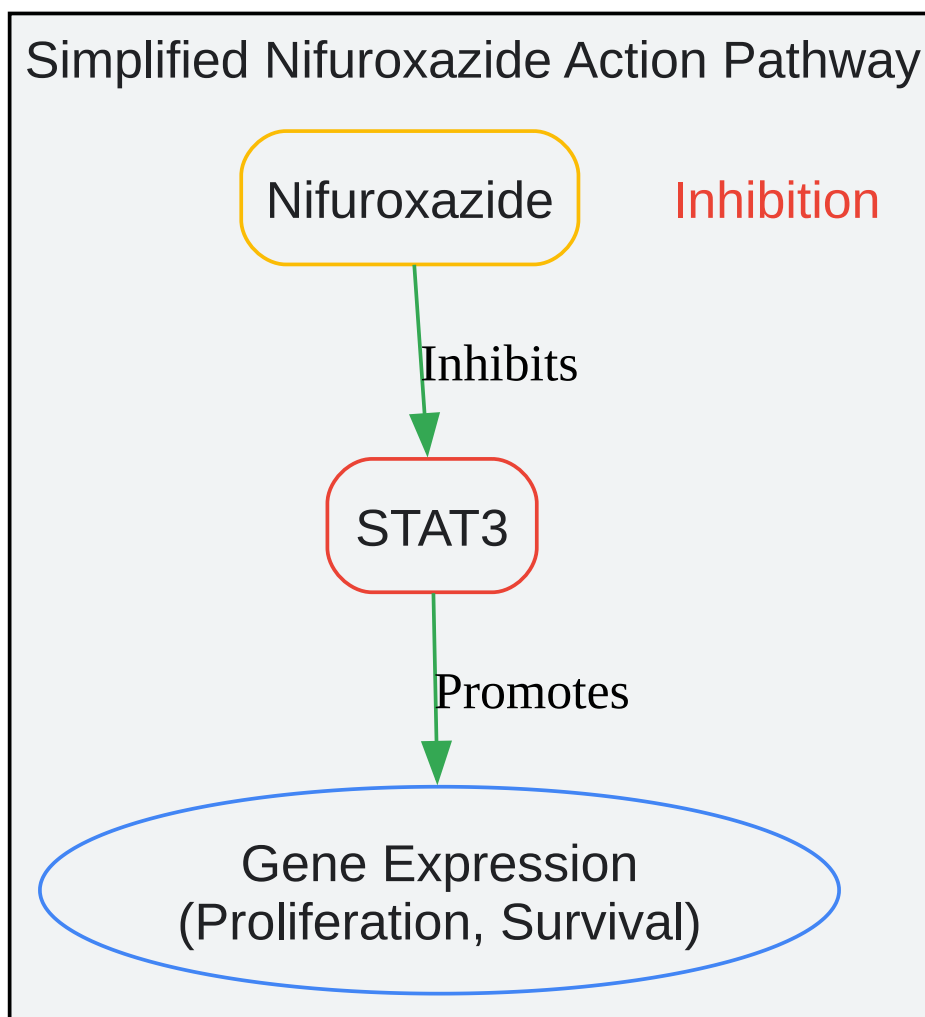 Simplified Nifuroxazide Action Pathway
Nifuroxazide
Inhibition
Inhibits
STAT3
Promotes
Gene Expression
(Proliferation, Survival)